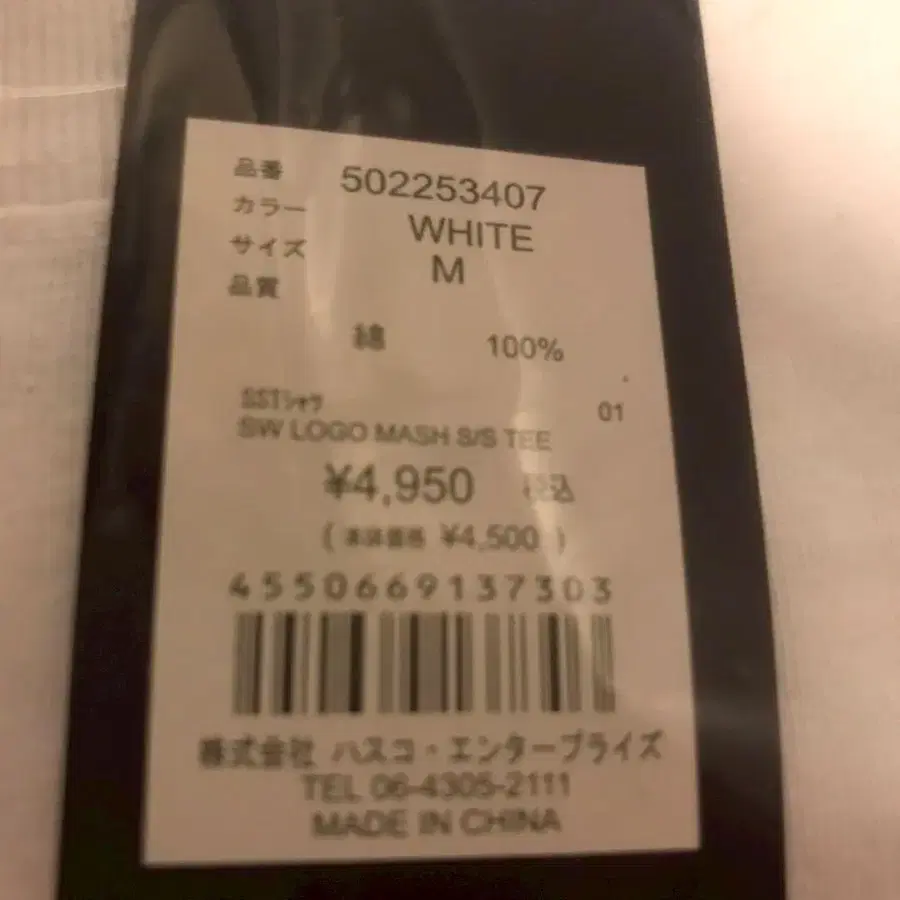 品番 502253407
カラー WHITE
サイズ M
品質
綿 100%
SSTシャツ 01
SW LOGO MASH S/S TEE
¥4,950 税込
(本体価格 ¥4,500)
4550669137303
株式会社 ハスコ・エンタープライズ
TEL 06-4305-2111
MADE IN CHINA